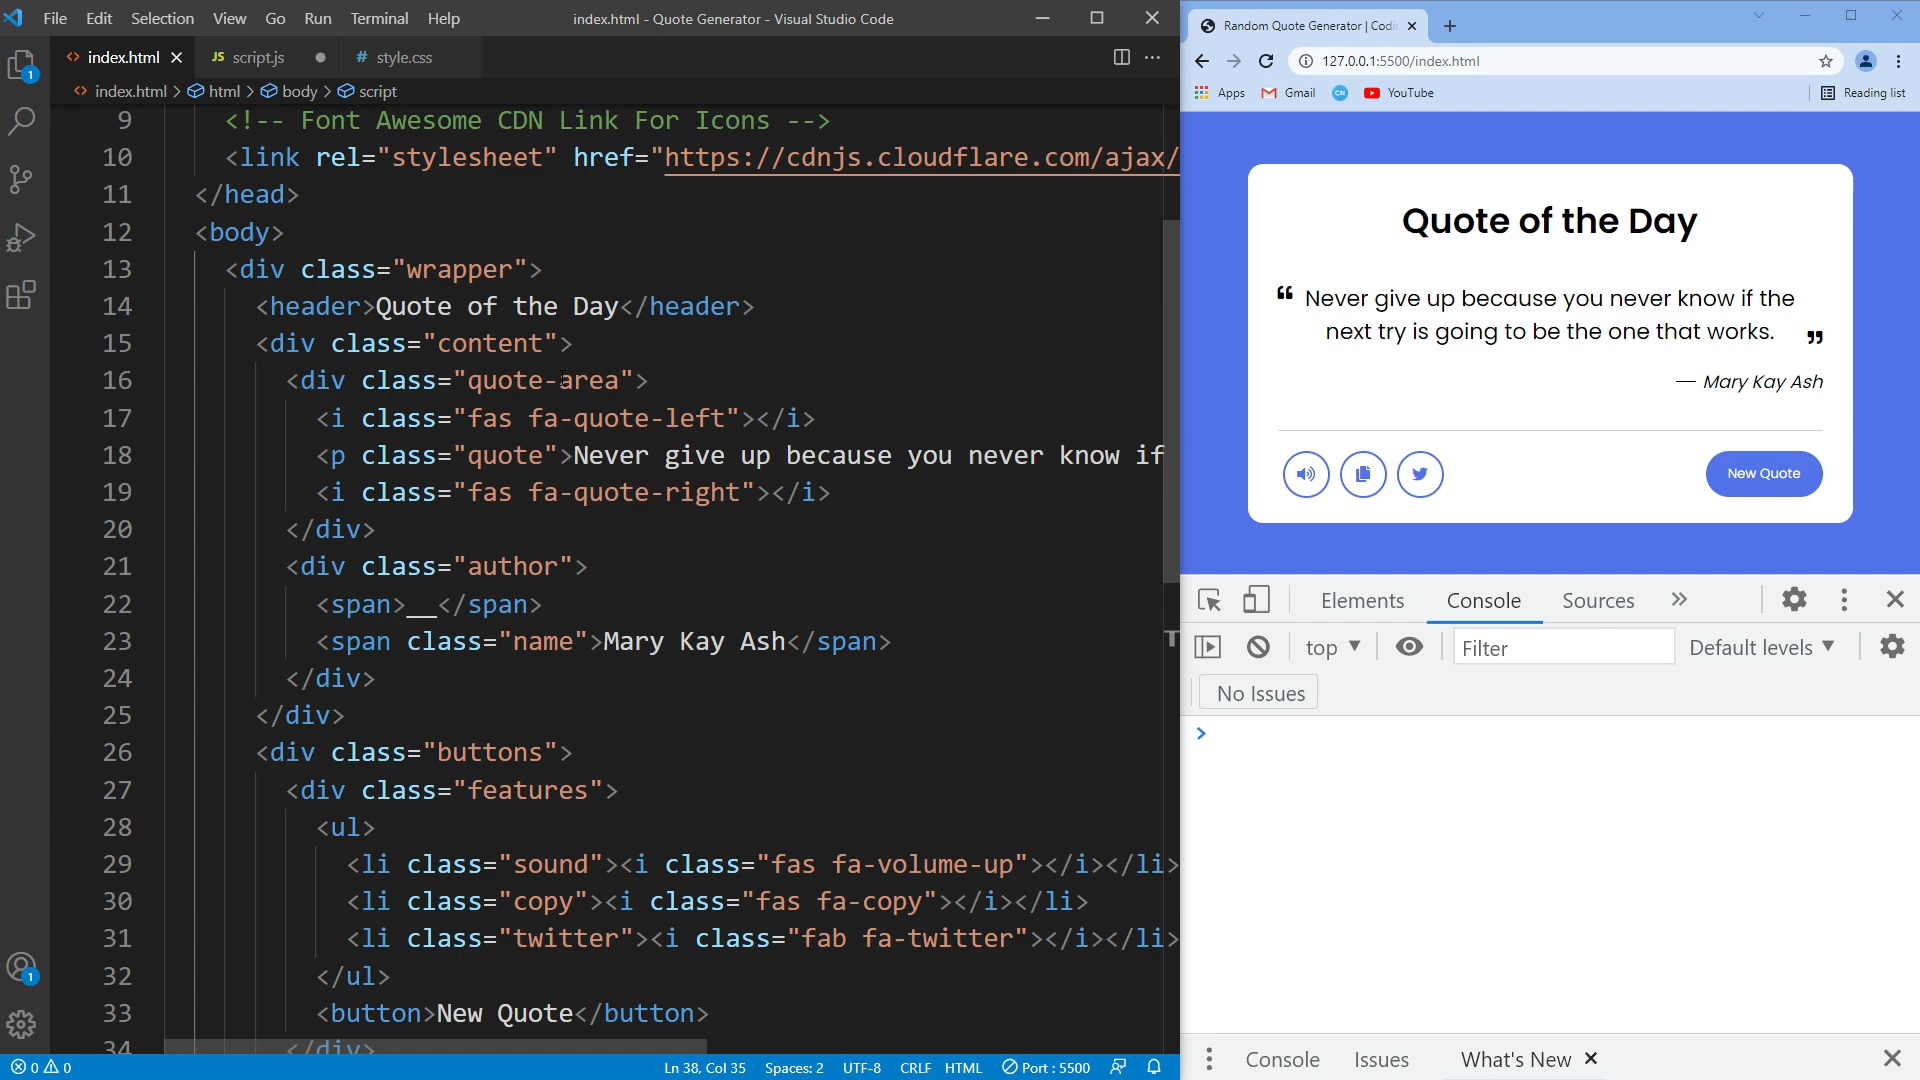 File Edit Selection View Go Run Terminal Help
index.html - Quote Generator - Visual Studio Code
index.html
JS script.js
# style.css
index.html > html > body > script
9 <!-- Font Awesome CDN Link For Icons -->
10 <link rel="stylesheet" href="https://cdnjs.cloudflare.com/ajax/
11 </head>
12 <body>
13 <div class="wrapper">
14 <header>Quote of the Day</header>
15 <div class="content">
16 <div class="quote-area">
17 <i class="fas fa-quote-left"></i>
18 <p class="quote">Never give up because you never know if
19 <i class="fas fa-quote-right"></i>
20 </div>
21 <div class="author">
22 <span>__</span>
23 <span class="name">Mary Kay Ash</span>
24 </div>
25 </div>
26 <div class="buttons">
27 <div class="features">
28 <ul>
29 <li class="sound"><i class="fas fa-volume-up"></i></li>
30 <li class="copy"><i class="fas fa-copy"></i></li>
31 <li class="twitter"><i class="fab fa-twitter"></i></li>
32 </ul>
33 <button>New Quote</button>
34 </div>
1
1
0 0
Ln 38, Col 35 Spaces: 2 UTF-8 CRLF HTML Port : 5500
Random Quote Generator | Codi
127.0.0.1:5500/index.html
Apps Gmail CN YouTube Reading list
Quote of the Day
❝ Never give up because you never know if the
next try is going to be the one that works. ❞
__ Mary Kay Ash
New Quote
Elements Console Sources »
top Filter Default levels
No Issues
Console Issues What's New